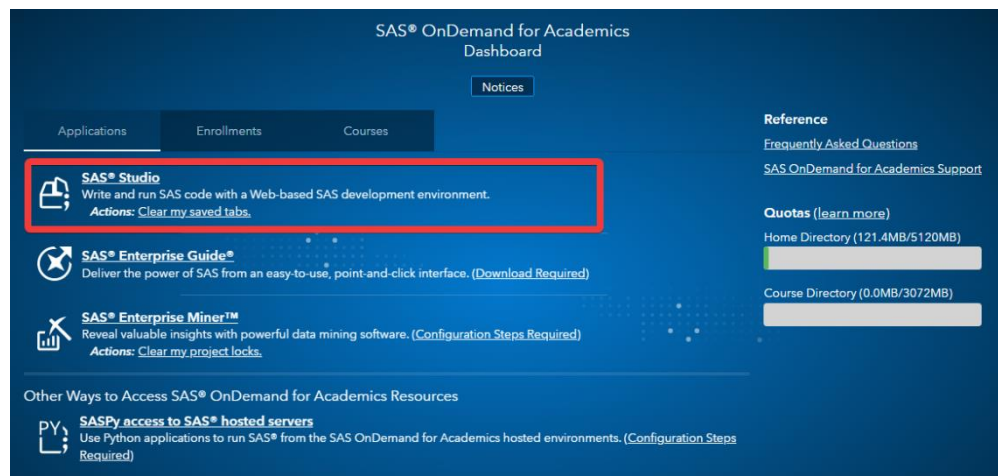 SAS® OnDemand for Academics
Dashboard
Notices
Applications
Enrollments
Courses
SAS® Studio
Write and run SAS code with a Web-based SAS development environment.
Actions: Clear my saved tabs.
SAS® Enterprise Guide®
Deliver the power of SAS from an easy-to-use, point-and-click interface. (Download Required)
SAS® Enterprise Miner™
Reveal valuable insights with powerful data mining software. (Configuration Steps Required)
Actions: Clear my project locks.
Other Ways to Access SAS® OnDemand for Academics Resources
PY
SASPy access to SAS® hosted servers
Use Python applications to run SAS® from the SAS OnDemand for Academics hosted environments. (Configuration Steps
Required)
Reference
Frequently Asked Questions
SAS OnDemand for Academics Support
Quotas (learn more)
Home Directory (121.4MB/5120MB)
Course Directory (0.0MB/3072MB)